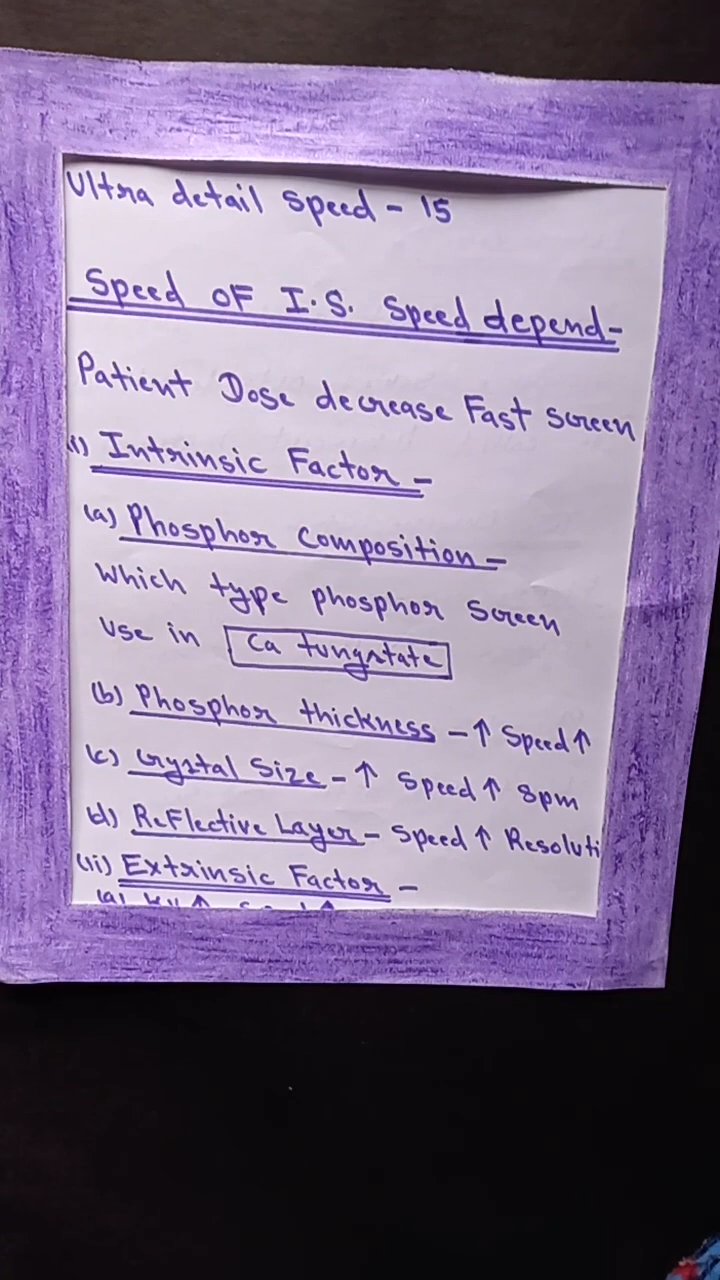 Ultra detail speed - 15
Speed OF I.S. Speed depend-
Patient Dose decrease Fast screen
(i) Intrinsic Factor -
(a) Phosphor Composition -
Which type phosphor screen
Use in Ca tungstate
(b) Phosphor thickness - ↑ Speed ↑
(c) Crystal Size - ↑ Speed ↑ 8pm
(d) Reflective Layer - Speed ↑ Resoluti
(ii) Extrinsic Factor -